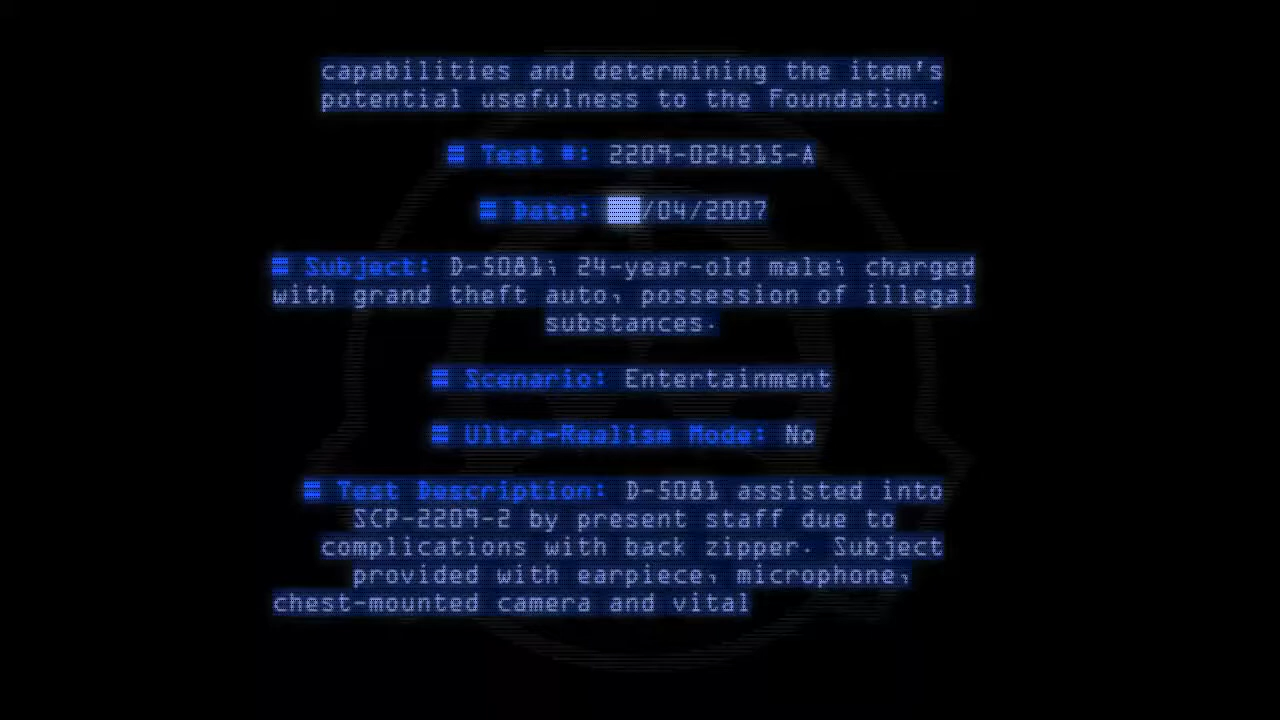 capabilities and determining the item's
potential usefulness to the Foundation.
■ Test #: 2209-024515-A
■ Date: ██/04/2007
■ Subject: D-5081; 24-year-old male; charged
with grand theft auto, possession of illegal
substances.
■ Scenario: Entertainment
■ Ultra-Realism Mode: No
■ Test Description: D-5081 assisted into
SCP-2209-2 by present staff due to
complications with back zipper. Subject
provided with earpiece, microphone,
chest-mounted camera and vital